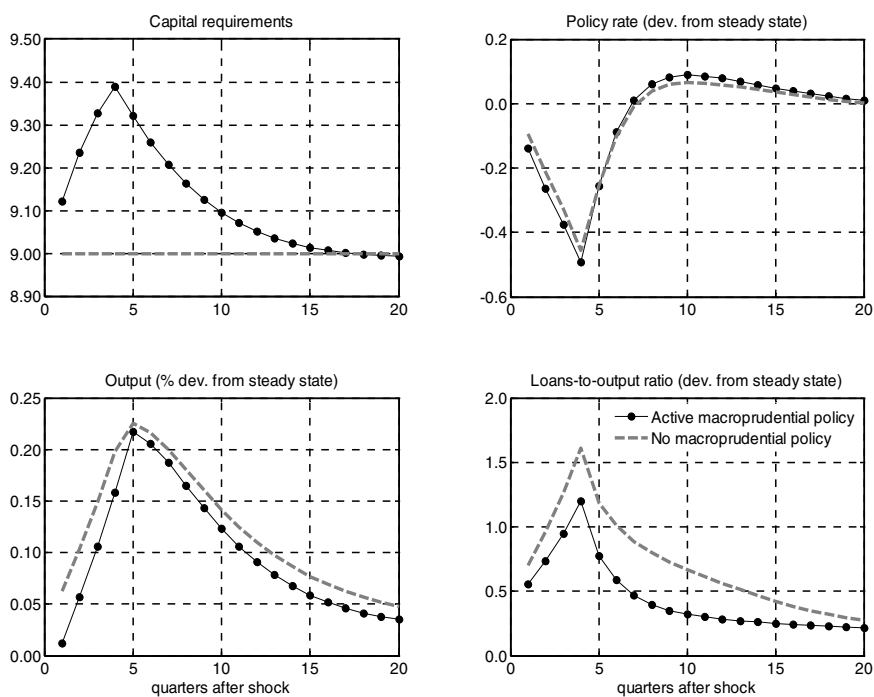 Capital requirements
9.50
9.40
9.30
9.20
9.10
9.00
8.90
0 5 10 15 20
Policy rate (dev. from steady state)
0.2
0.0
-0.2
-0.4
-0.6
0 5 10 15 20
Output (% dev. from steady state)
0.25
0.20
0.15
0.10
0.05
0.00
0 5 10 15 20
quarters after shock
Loans-to-output ratio (dev. from steady state)
2.0
1.5
1.0
0.5
0.0
Active macroprudential policy
No macroprudential policy
0 5 10 15 20
quarters after shock